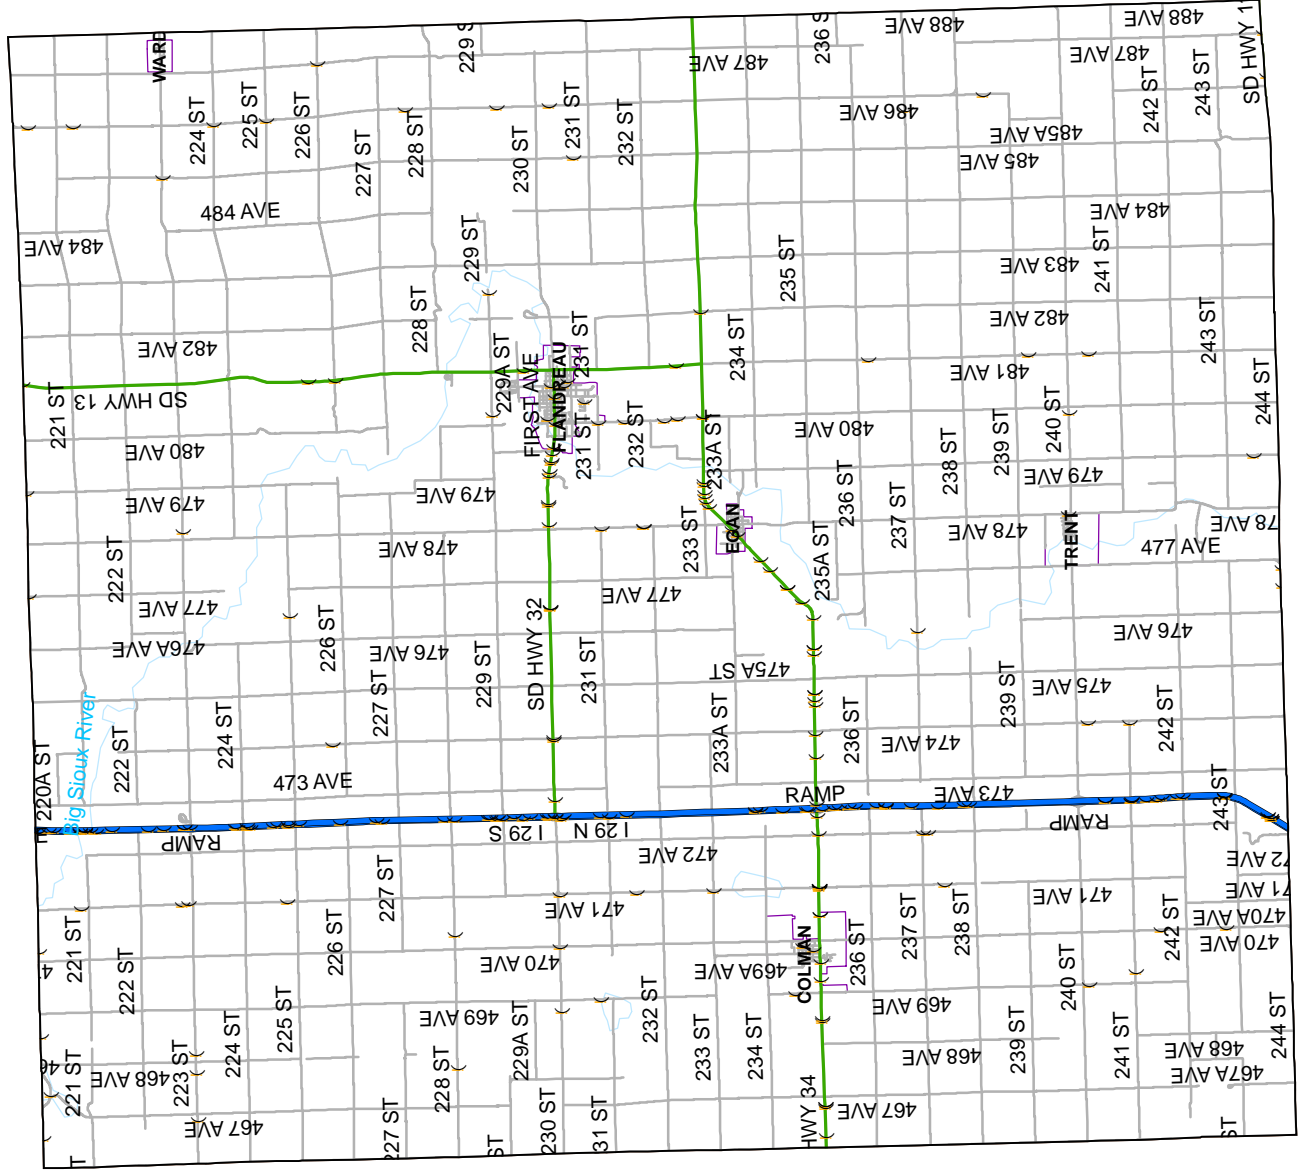 WARD
229 S
236 S
488 AVE
488 AVE
SD HWY 11
487 AVE
487 AVE
224 ST
225 ST
226 ST
227 ST
228 ST
230 ST
231 ST
232 ST
486 AVE
485A AVE
485 AVE
242 ST
243 ST
484 AVE
484 AVE
484 AVE
229 ST
235 ST
483 AVE
241 ST
482 AVE
228 ST
482 AVE
243 ST
229A ST
FIRST AVE
FLANDREAU
231
234 ST
481 AVE
244 ST
221 ST
SD HWY 13
480 AVE
231 ST
232 ST
233A ST
480 AVE
238 ST
239 ST
240 ST
479 AVE
479 AVE
479 AVE
236 ST
237 ST
478 AVE
233 ST
EGAN
478 AVE
TRENT
477 AVE
78 AVE
222 ST
477 AVE
477 AVE
235A ST
476A AVE
226 ST
476 AVE
229 ST
SD HWY 32
231 ST
475A ST
476 AVE
475 AVE
239 ST
227 ST
224 ST
222 ST
220A ST
Big Sioux River
233A ST
236 ST
474 AVE
242 ST
473 AVE
RAMP
473 AVE
243 ST
RAMP
I 29 S
I 29 N
RAMP
472 AVE
72 AVE
227 ST
471 AVE
471 AVE
71 AVE
470A AVE
470 AVE
221 ST
222 ST
226 ST
470 AVE
469A AVE
COLMAN
236 ST
237 ST
238 ST
242 ST
240 ST
469 AVE
469 AVE
232 ST
225 ST
224 ST
223 ST
221 ST
468 AVE
228 ST
229A ST
233 ST
234 ST
468 AVE
239 ST
241 ST
468 AVE
244 ST
467A AVE
467 AVE
227 ST
230 ST
31 ST
HWY 34
467 AVE
ST
ST